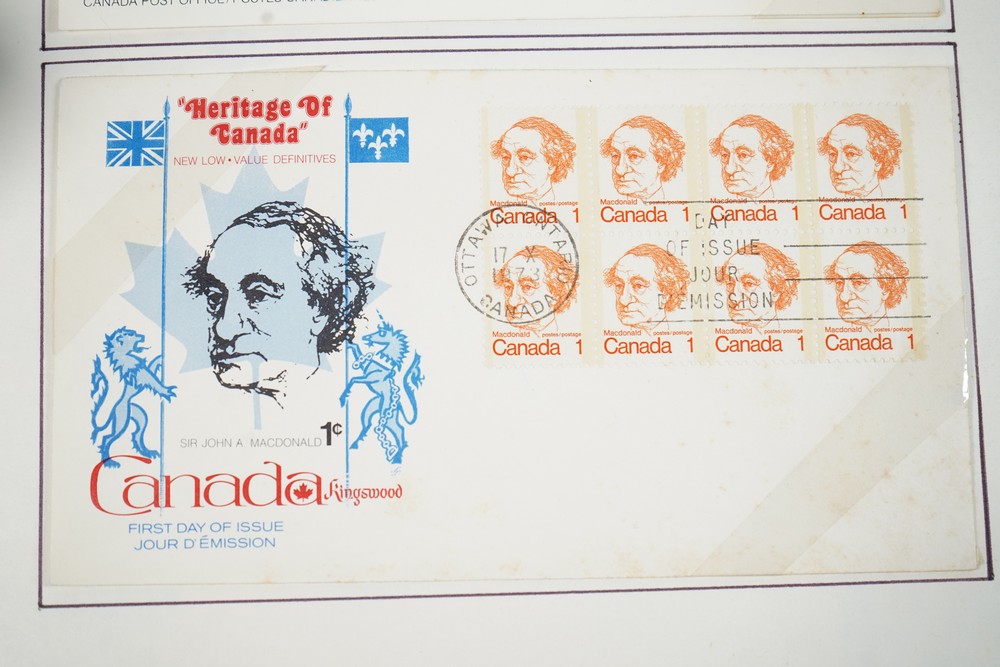 CANADA POST OFFICE/POSTES
"Heritage Of
Canada"
NEW LOW • VALUE DEFINITIVES
SIR JOHN A. MACDONALD 1¢
Canada Kingswood
FIRST DAY OF ISSUE
JOUR D'ÉMISSION
Macdonald postes/postage
Canada 1
Macdonald postes/postage
Canada 1
Macdonald postes/postage
Canada 1
Macdonald postes/postage
Canada 1
OTTAWA ONTARIO
17 X
1973
CANADA
DAY
OF ISSUE
JOUR
D'EMISSION
Macdonald postes/postage
Canada 1
Macdonald postes/postage
Canada 1
Macdonald postes/postage
Canada 1
Macdonald postes/postage
Canada 1